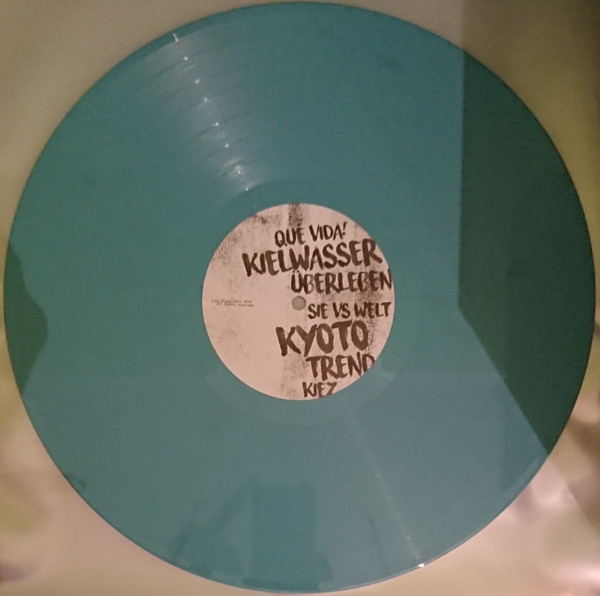 QUE VIDA!
KIELWASSER
ÜBERLEBEN
SIE VS WELT
KYOTO
TREND
KIEZ